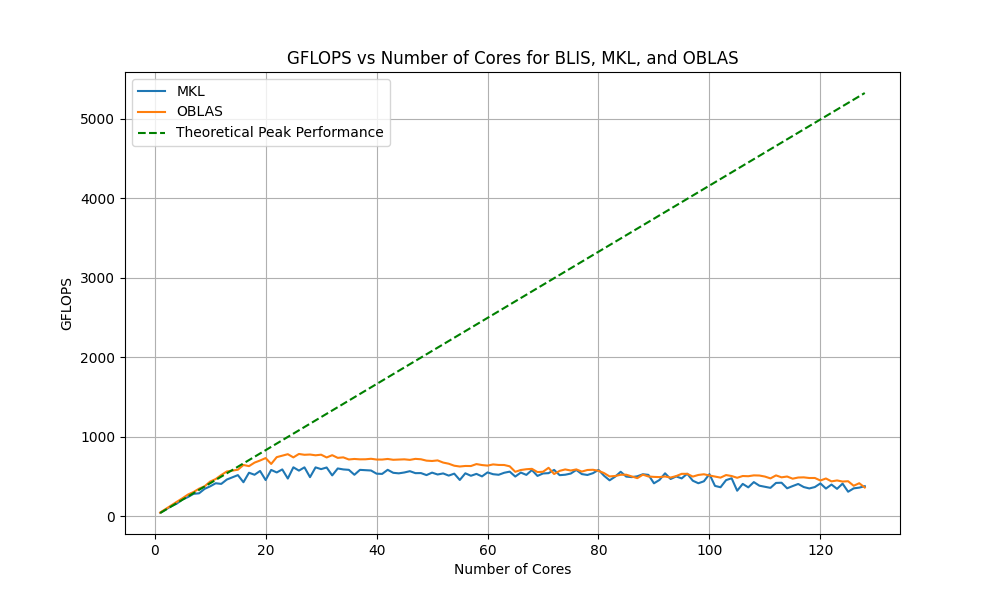 GFLOPS vs Number of Cores for BLIS, MKL, and OBLAS
MKL
OBLAS
Theoretical Peak Performance
5000
4000
3000
2000
1000
0
GFLOPS
0 20 40 60 80 100 120
Number of Cores